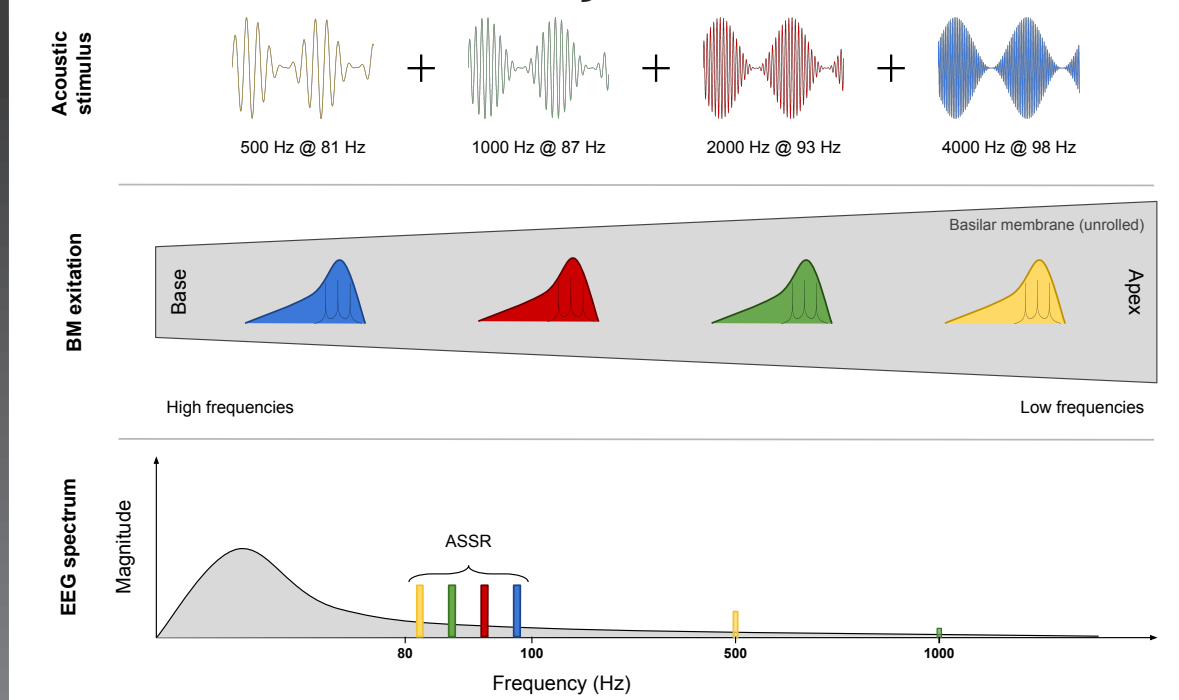 Acoustic
stimulus
+ + +
500 Hz @ 81 Hz 1000 Hz @ 87 Hz 2000 Hz @ 93 Hz 4000 Hz @ 98 Hz
BM exitation
Basilar membrane (unrolled)
Base
Apex
High frequencies Low frequencies
EEG spectrum
Magnitude
ASSR
80 100 500 1000
Frequency (Hz)